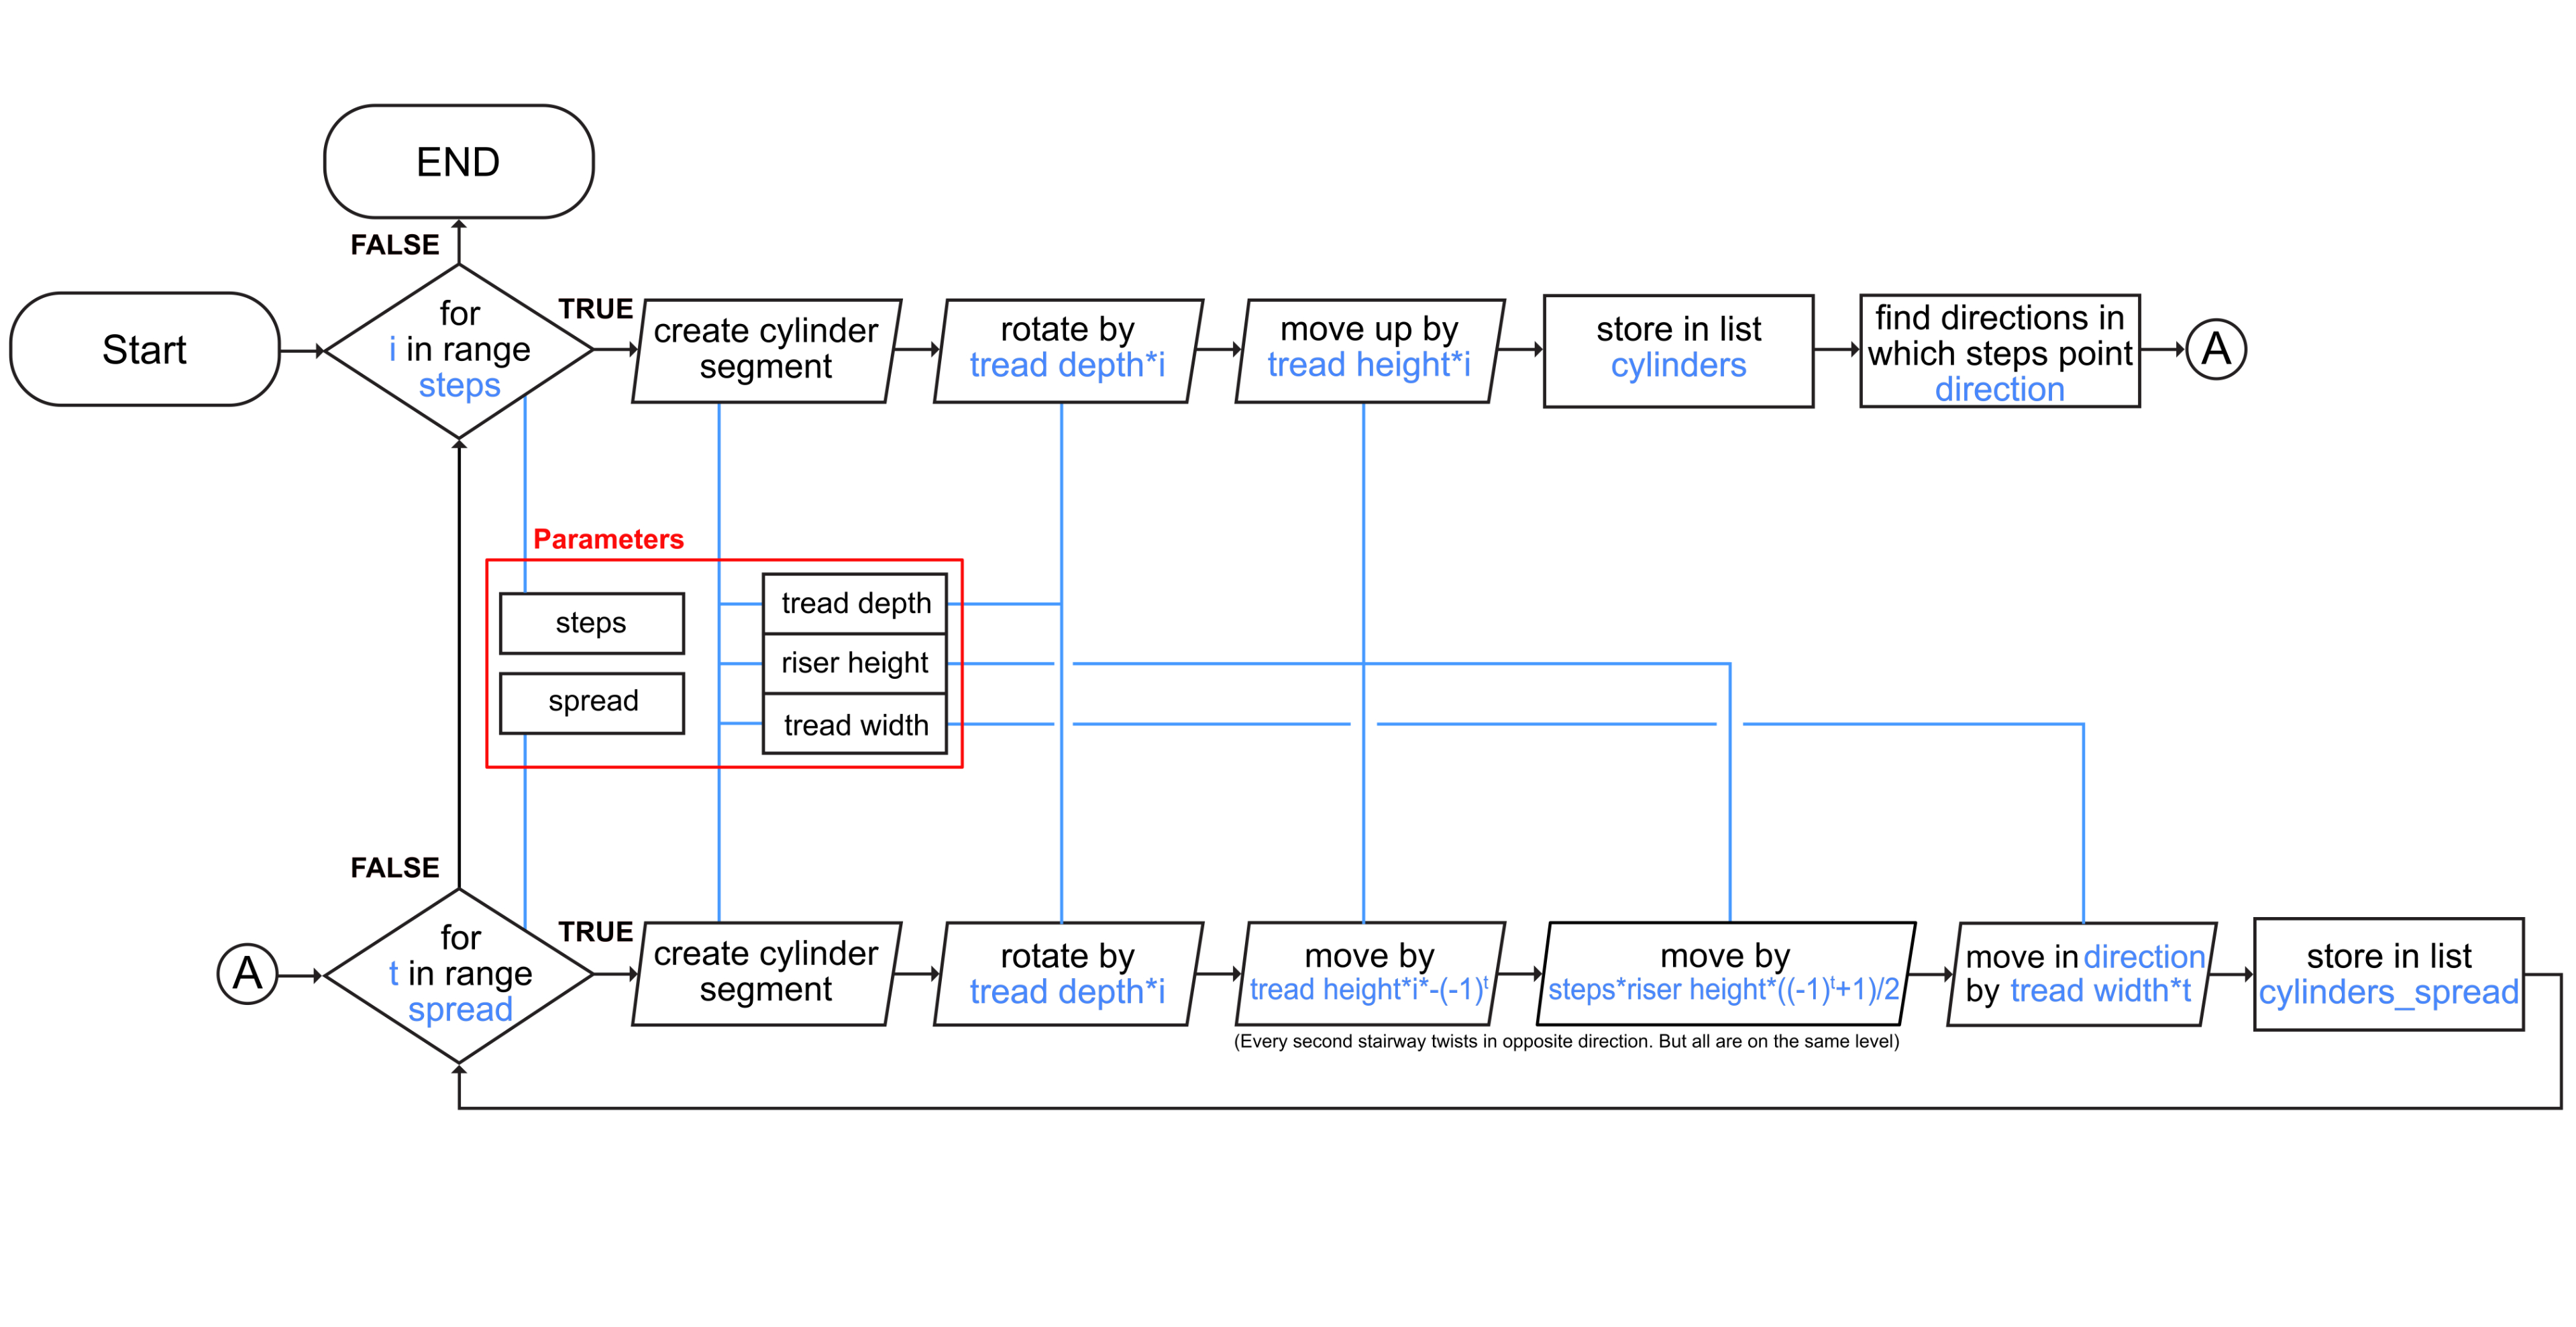 END
FALSE
Start
for
i in range
steps
TRUE
create cylinder
segment
rotate by
tread depth*i
move up by
tread height*i
store in list
cylinders
find directions in
which steps point
direction
A
Parameters
steps
spread
tread depth
riser height
tread width
FALSE
A
for
t in range
spread
TRUE
create cylinder
segment
rotate by
tread depth*i
move by
tread height*i*-(-1)^t
move by
steps*riser height*((-1)^t+1)/2
(Every second stairway twists in opposite direction. But all are on the same level)
move in direction
by tread width*t
store in list
cylinders_spread